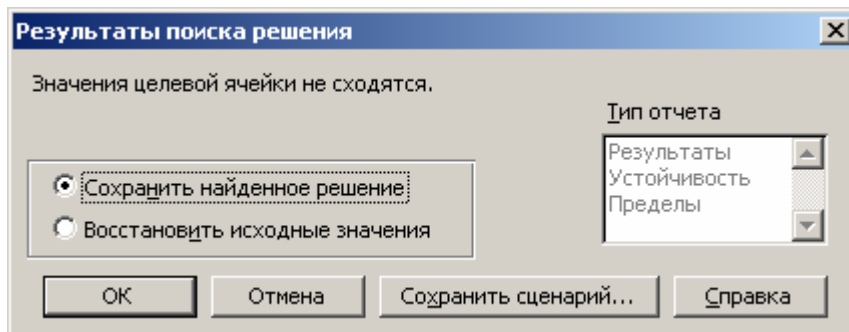 Результаты поиска решения
Значения целевой ячейки не сходятся.
Тип отчета
Результаты
Устойчивость
Пределы
Сохранить найденное решение
Восстановить исходные значения
ОК
Отмена
Сохранить сценарий...
Справка